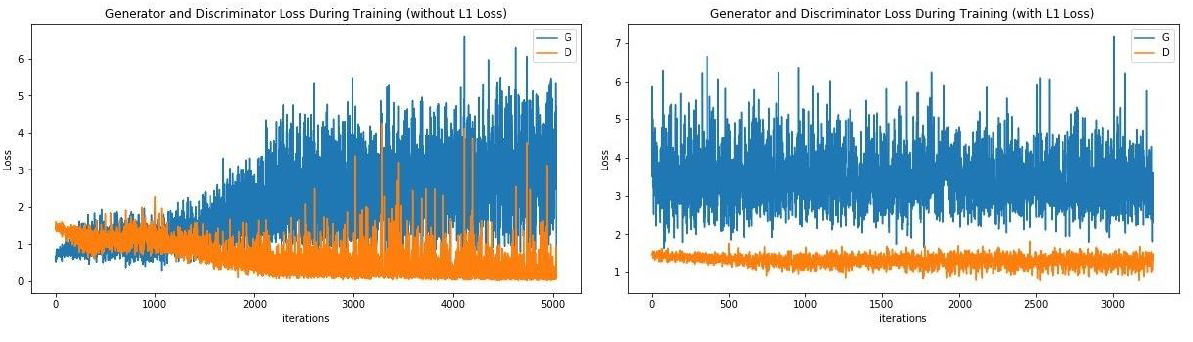 Generator and Discriminator Loss During Training (without L1 Loss)
G
D
6
5
4
3
2
1
0
Loss
0 1000 2000 3000 4000 5000
iterations
Generator and Discriminator Loss During Training (with L1 Loss)
G
D
7
6
5
4
3
2
1
Loss
0 500 1000 1500 2000 2500 3000
iterations